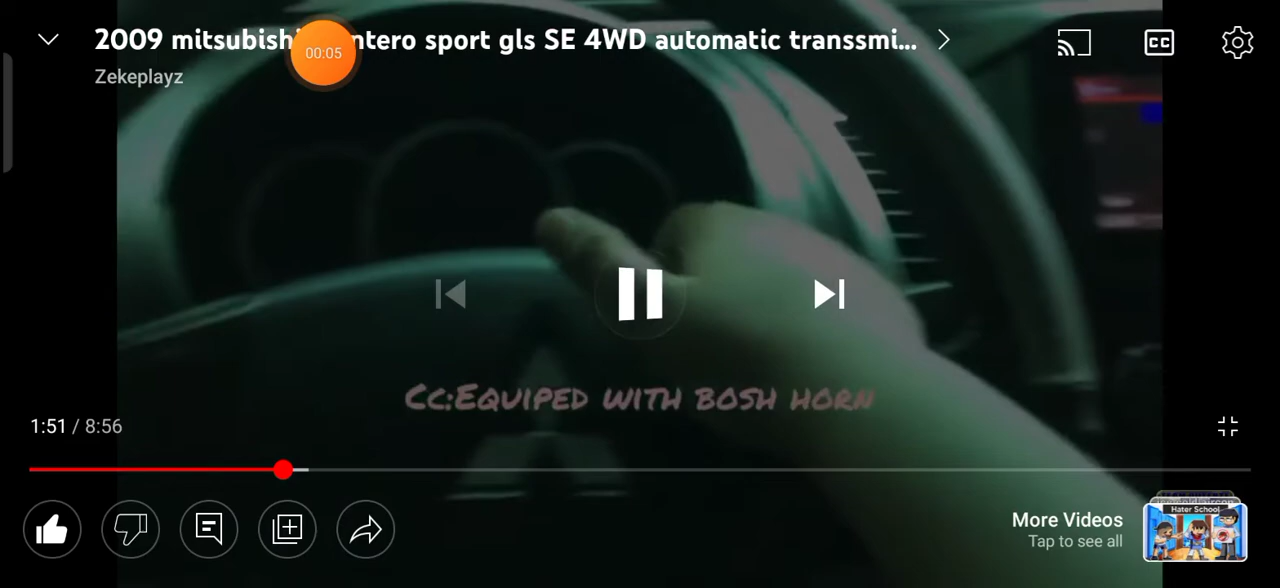 2009 mitsubish ntero sport gls SE 4WD automatic transsmi...
00:05
Zekeplayz
CC
Cc:Equiped with bosh horn
1:51 / 8:56
More Videos
Tap to see all
Hater School